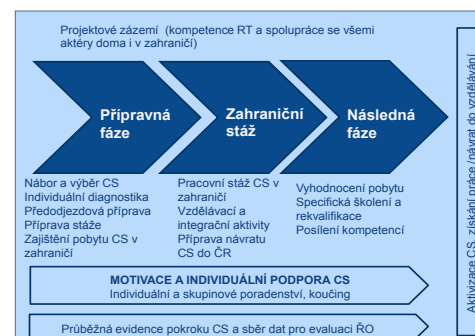 Projektové zázemí  (kompetence RT a spolupráce se všemi
aktéry doma i v zahraničí)
Přípravná
fáze
Zahraniční
stáž
Následná
fáze
Nábor a výběr CS
Individuální diagnostika
Předodjezdová příprava
Příprava stáže
Zajištění pobytu CS v
zahraničí
Pracovní stáž CS v
zahraničí
Vzdělávací a
integrační aktivity
Příprava návratu
CS do ČR
Vyhodnocení pobytu
Specifická školení a
rekvalifikace
Posílení kompetencí
MOTIVACE A INDIVIDUÁLNÍ PODPORA CS
Individuální a skupinové poradenství, koučing
Průběžná evidence pokroku CS a sběr dat pro evaluaci ŘO
Aktivizace CS, získání práce /návrat do vzdělávání